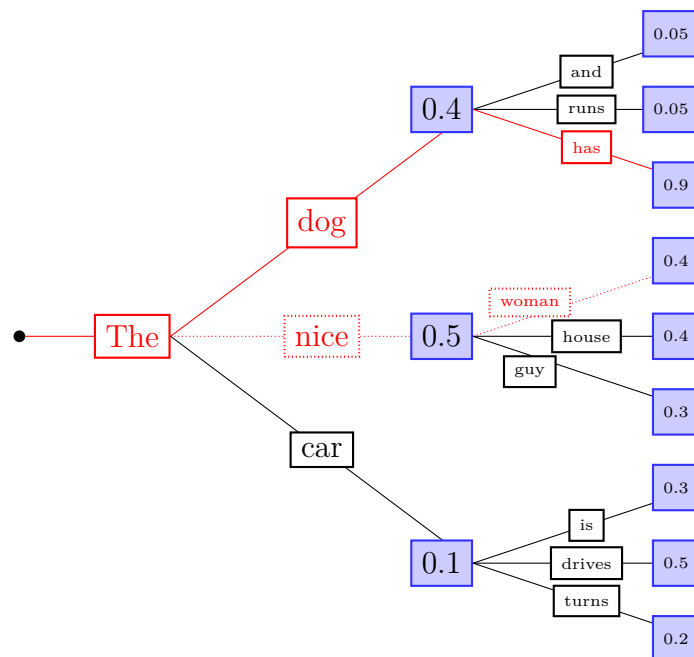 0.05
and
0.4
runs
0.05
has
0.9
dog
0.4
woman
The
nice
0.5
house
0.4
guy
0.3
car
0.3
is
0.1
drives
0.5
turns
0.2